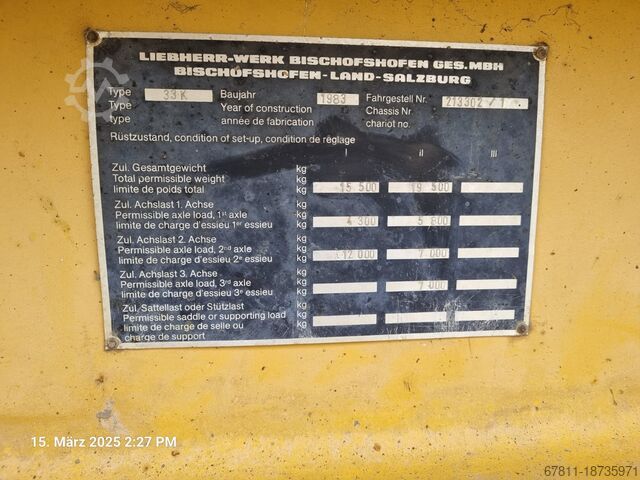 LIEBHERR-WERK BISCHOFSHOFEN GES.MBH
BISCHOFSHOFEN-LAND-SALZBURG
Type 33 K Baujahr 1983 Fahrgestell Nr. 213302 / 1
Type Year of construction Chassis Nr.
type année de fabrication chariot no.
Rüstzustand, condition of set-up, condition de réglage
I II III
Zul. Gesamtgewicht kg
Total permissible weight kg
limite de poids total kg 15 500 19 500
Zul. Achslast 1. Achse kg
Permissible axle load, 1st axle kg 4 300 5 800
limite de charge d'essieu 1er essieu kg
Zul. Achslast 2. Achse kg
Permissible axle load, 2nd axle kg 12 000 7 000
limite de charge d'essieu 2e essieu kg
Zul. Achslast 3. Achse kg
Permissible axle load, 3rd axle kg 7 000
limite de charge d'essieu 3e essieu kg
Zul. Sattellast oder Stützlast kg
Permissible saddle or supporting load kg
limite de charge de selle ou kg
charge de support
15. März 2025 2:27 PM
67811-18735971